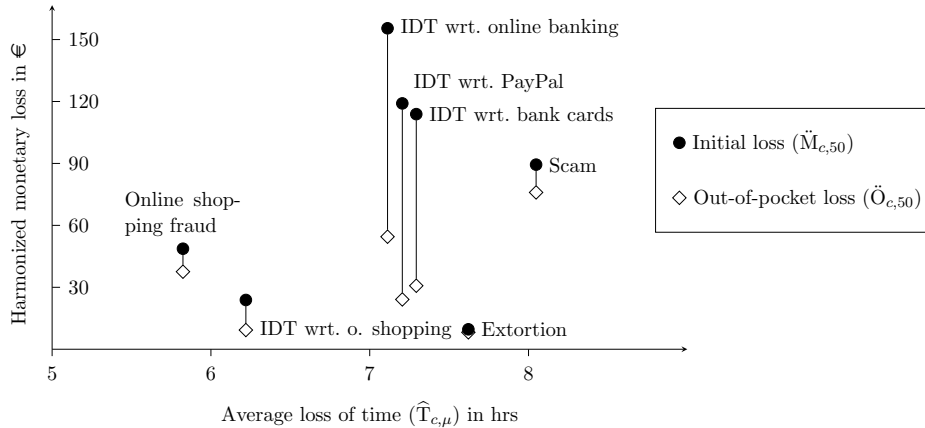 150
120
90
60
30
Harmonized monetary loss in €
IDT wrt. online banking
IDT wrt. PayPal
IDT wrt. bank cards
Scam
Online shop-
ping fraud
IDT wrt. o. shopping
Extortion
5 6 7 8
Average loss of time (T̂c,μ) in hrs
Initial loss (M̈c,50)
Out-of-pocket loss (Öc,50)